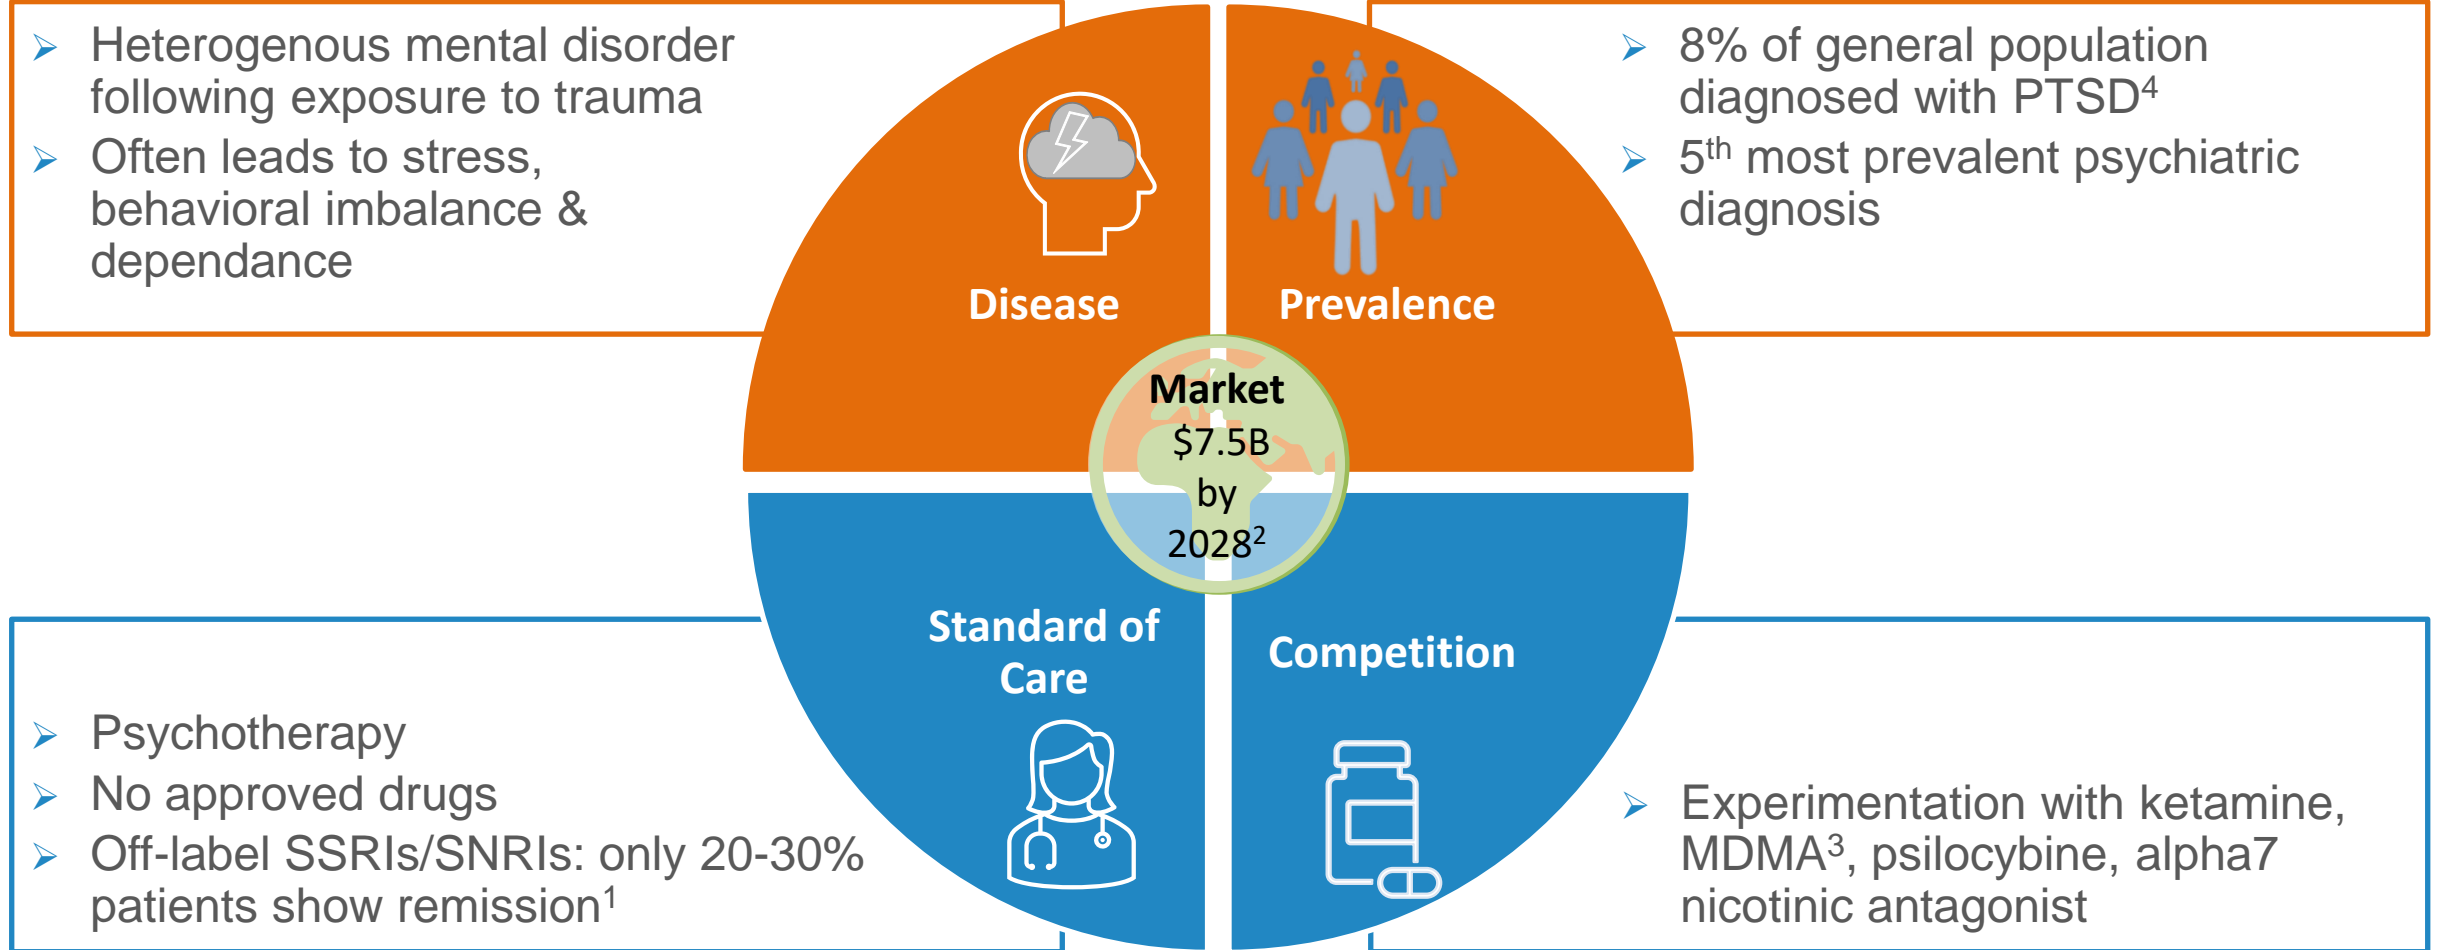 ➢ Heterogenous mental disorder
following exposure to trauma
➢ Often leads to stress,
behavioral imbalance &
dependance
Disease
Prevalence
➢ 8% of general population
diagnosed with PTSD⁴
➢ 5th most prevalent psychiatric
diagnosis
Market
$7.5B
by
2028²
Standard of
Care
➢ Psychotherapy
➢ No approved drugs
➢ Off-label SSRIs/SNRIs: only 20-30%
patients show remission¹
Competition
➢ Experimentation with ketamine,
MDMA³, psilocybine, alpha7
nicotinic antagonist